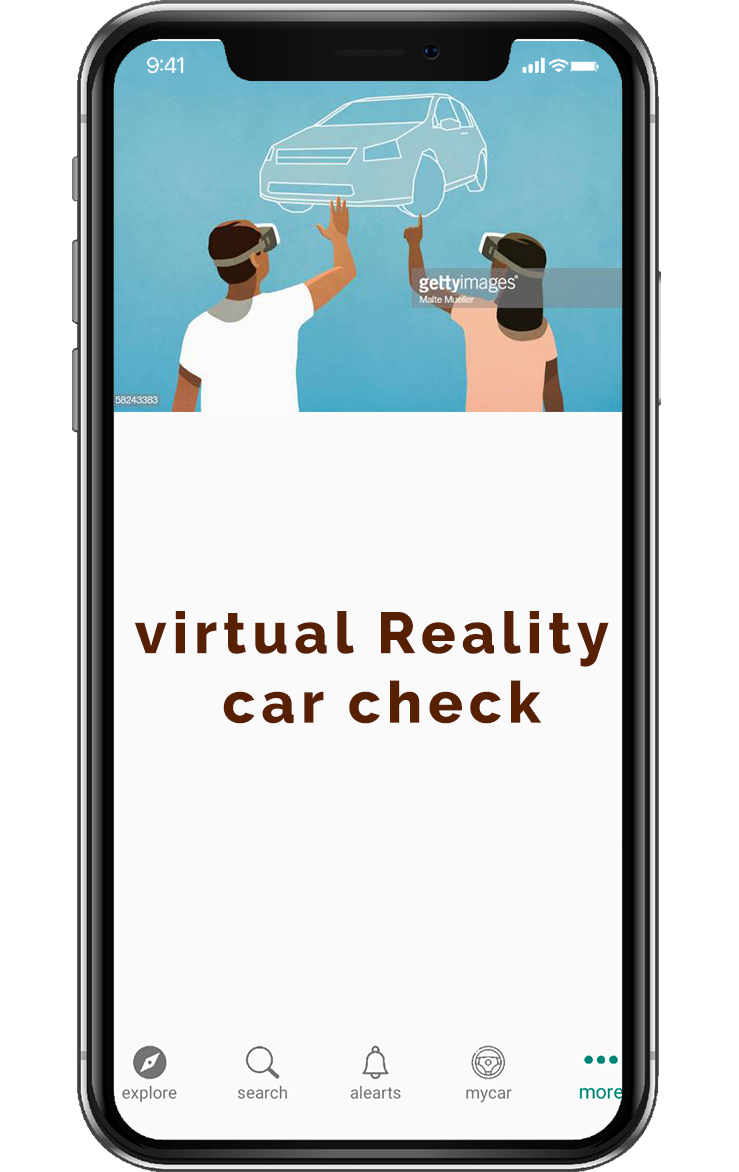 9:41
gettyimages®
Malte Mueller
58243383
virtual Reality
car check
explore
search
alearts
mycar
more